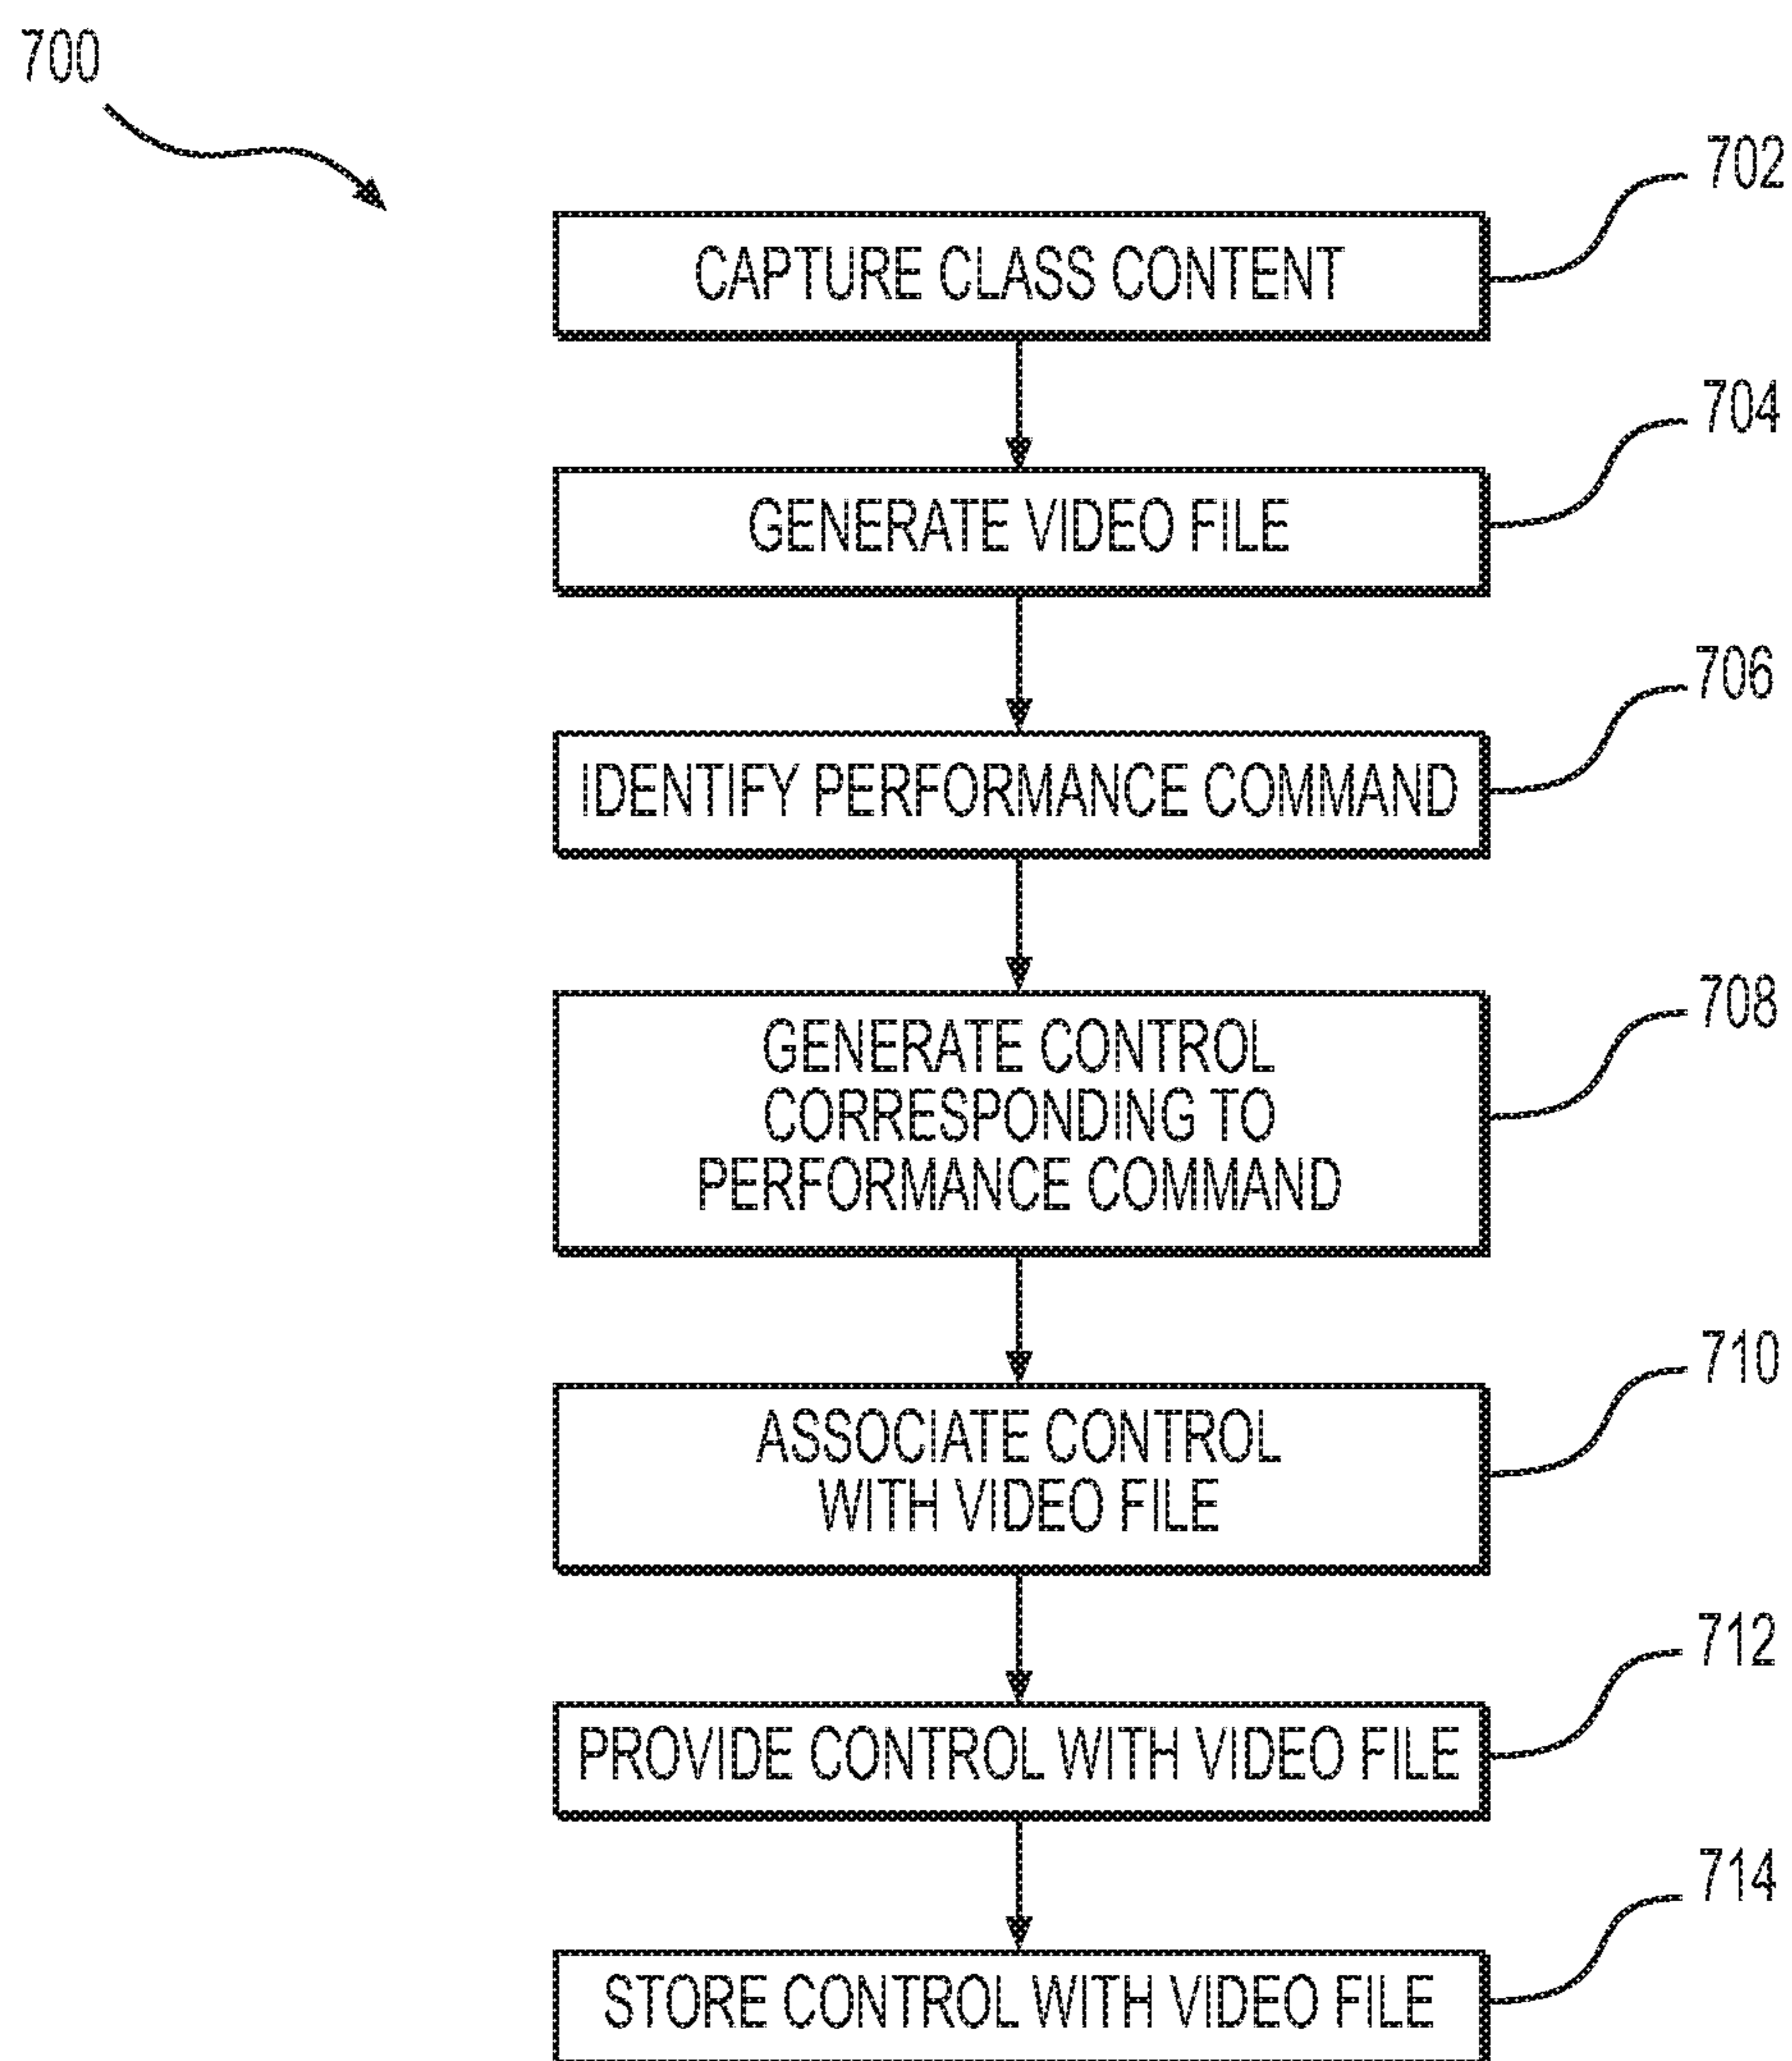 700
702
CAPTURE CLASS CONTENT
704
GENERATE VIDEO FILE
706
IDENTIFY PERFORMANCE COMMAND
708
GENERATE CONTROL
CORRESPONDING TO
PERFORMANCE COMMAND
710
ASSOCIATE CONTROL
WITH VIDEO FILE
712
PROVIDE CONTROL WITH VIDEO FILE
714
STORE CONTROL WITH VIDEO FILE